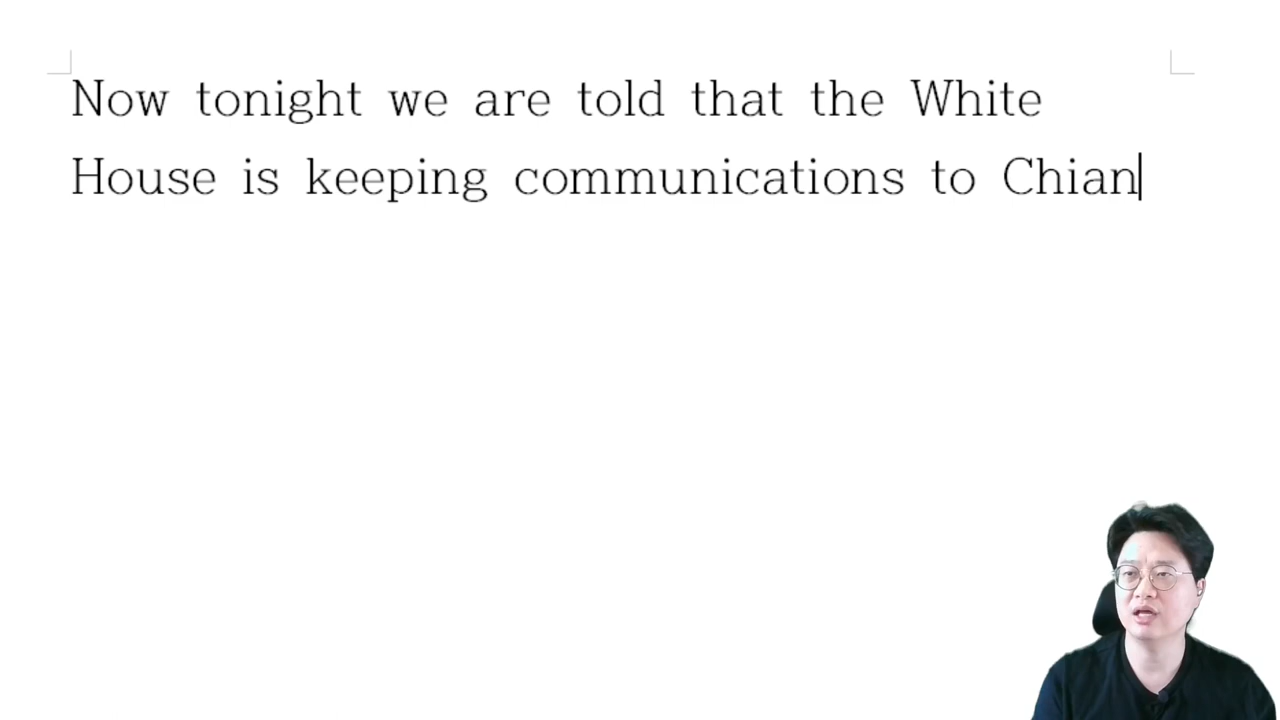 Now tonight we are told that the White
House is keeping communications to Chian